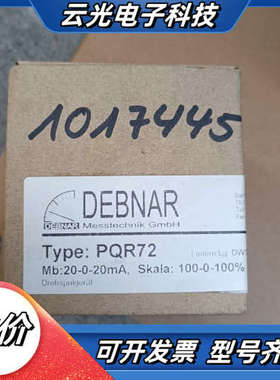 云光电子科技
1017445
DEBNAR
Messtechnik GmbH
Type: PQR72
Mb:20-0-20mA, Skala: 100-0-100%
Drehspulgerät
价
可开发票 型号齐